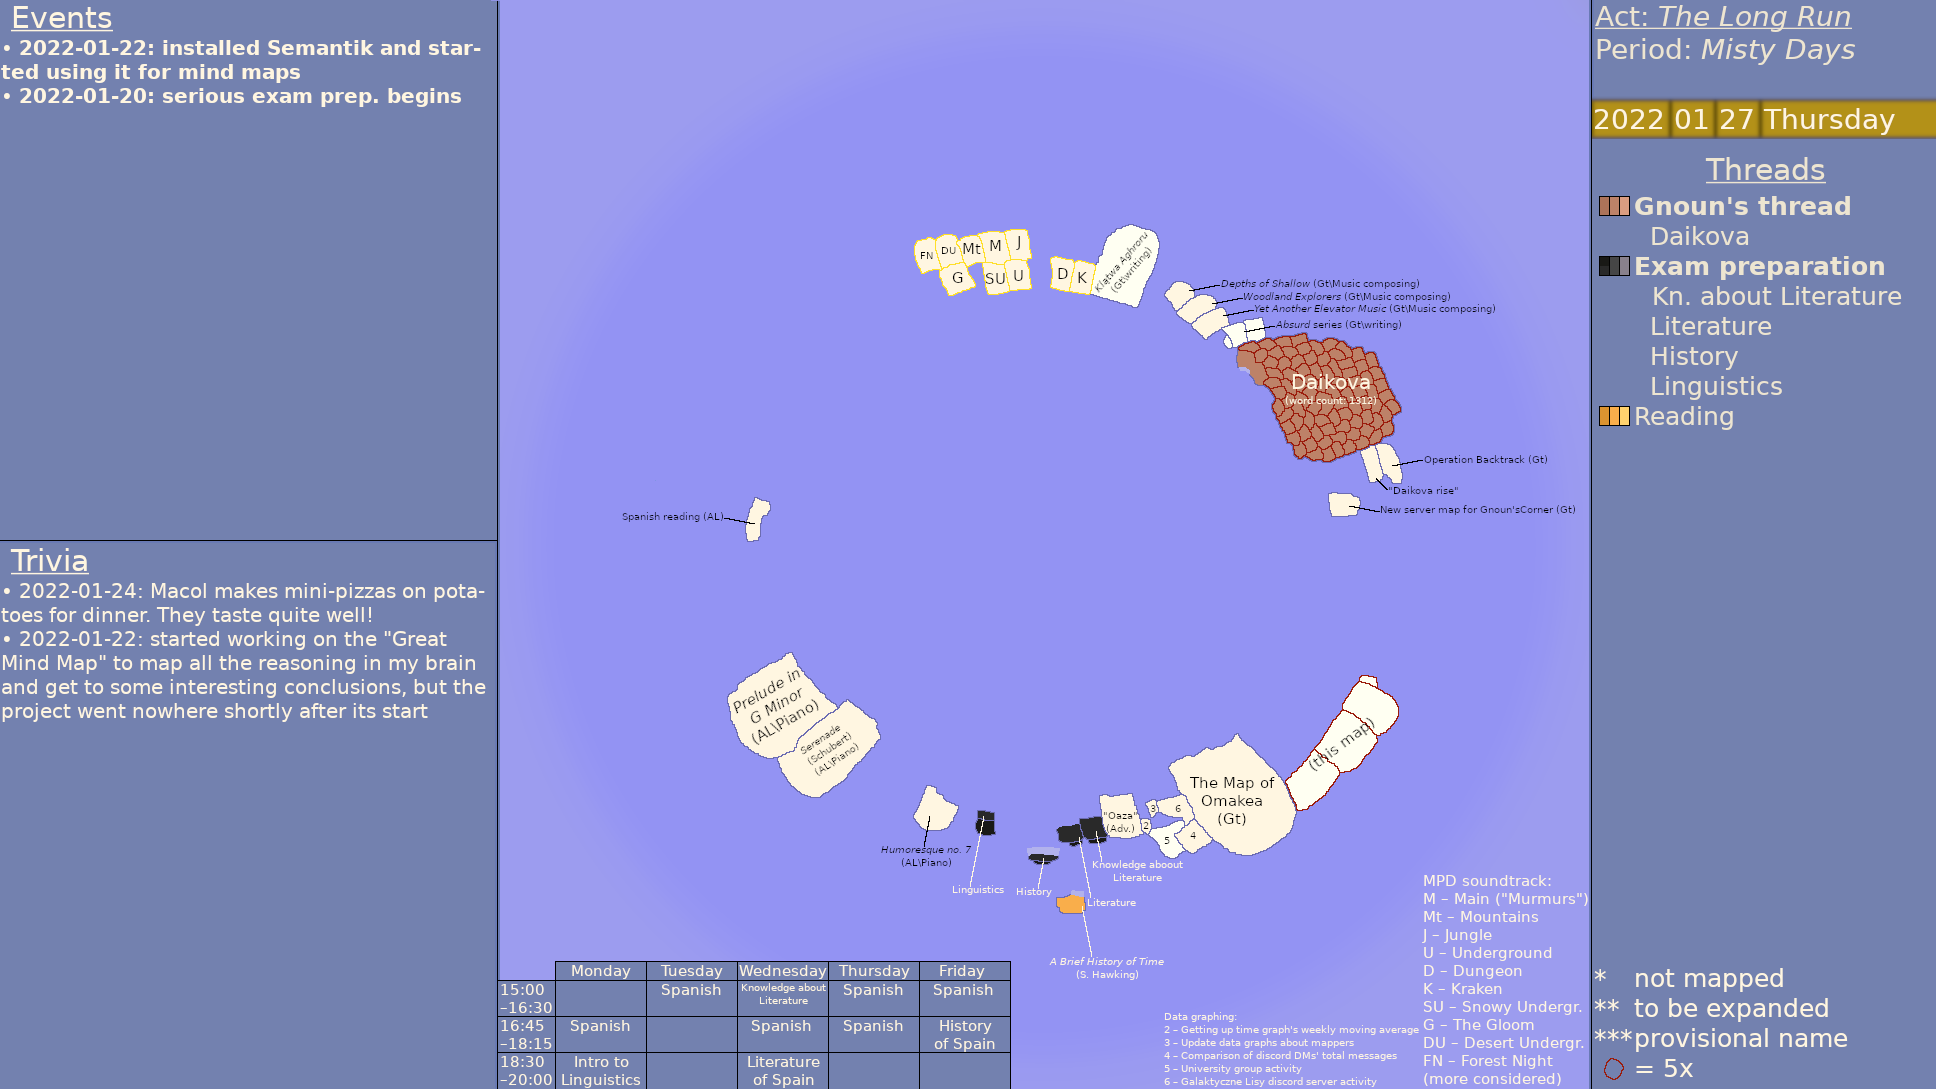 Events
• 2022-01-22: installed Semantik and star-
ted using it for mind maps
• 2022-01-20: serious exam prep. begins
Trivia
• 2022-01-24: Macol makes mini-pizzas on pota-
toes for dinner. They taste quite well!
• 2022-01-22: started working on the "Great
Mind Map" to map all the reasoning in my brain
and get to some interesting conclusions, but the
project went nowhere shortly after its start
FN
DU
Mt
M
J
G
SU
U
D
K
Klątwa Aghroru
(Gt\writing)
Depths of Shallow (Gt\Music composing)
Woodland Explorers (Gt\Music composing)
Yet Another Elevator Music (Gt\Music composing)
Absurd series (Gt\writing)
Daikova
(word count: 1312)
Operation Backtrack (Gt)
"Daikova rise"
New server map for Gnoun'sCorner (Gt)
Spanish reading (AL)
Prelude in
G Minor
(AL\Piano)
Serenade
(Schubert)
(AL\Piano)
Humoresque no. 7
(AL\Piano)
Linguistics
History
Literature
Knowledge aboout
Literature
A Brief History of Time
(S. Hawking)
"Oaza"
(Adv.)
3
6
2
5
4
The Map of
Omakea
(Gt)
(this map)
Monday Tuesday Wednesday Thursday Friday
15:00
–16:30
Spanish
Knowledge about
Literature
Spanish
Spanish
16:45
–18:15
Spanish
Spanish
Spanish
History
of Spain
18:30
–20:00
Intro to
Linguistics
Literature
of Spain
Data graphing:
2 – Getting up time graph's weekly moving average
3 – Update data graphs about mappers
4 – Comparison of discord DMs' total messages
5 – University group activity
6 – Galaktyczne Lisy discord server activity
MPD soundtrack:
M – Main ("Murmurs")
Mt – Mountains
J – Jungle
U – Underground
D – Dungeon
K – Kraken
SU – Snowy Undergr.
G – The Gloom
DU – Desert Undergr.
FN – Forest Night
(more considered)
Act: The Long Run
Period: Misty Days
2022 01 27 Thursday
Threads
Gnoun's thread
Daikova
Exam preparation
Kn. about Literature
Literature
History
Linguistics
Reading
* not mapped
** to be expanded
*** provisional name
= 5x